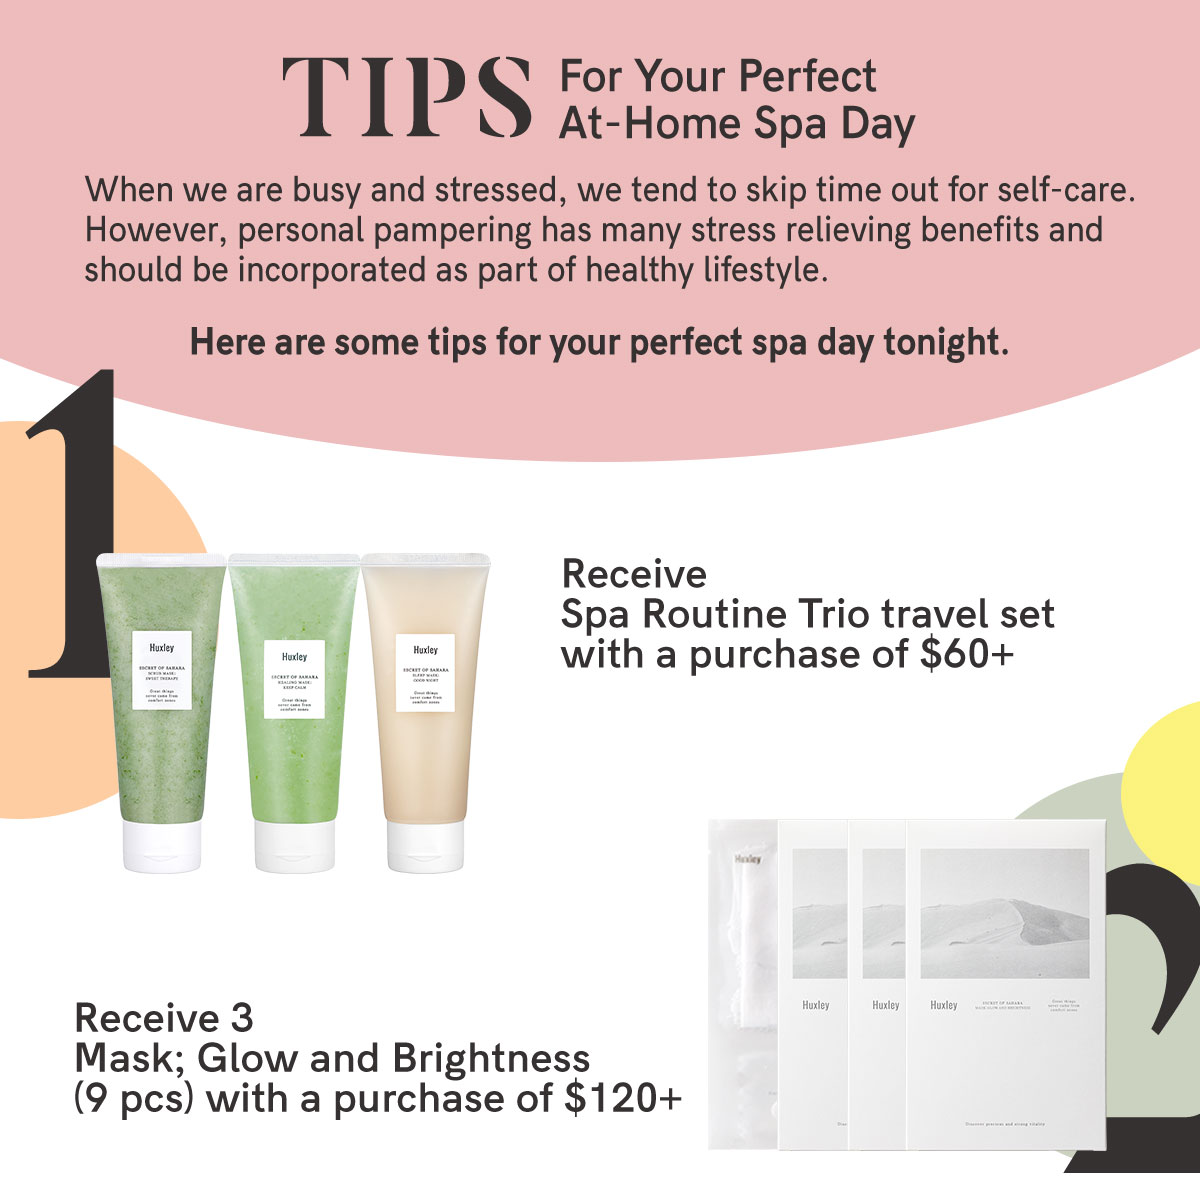 TIPS For Your Perfect
At-Home Spa Day
When we are busy and stressed, we tend to skip time out for self-care.
However, personal pampering has many stress relieving benefits and
should be incorporated as part of healthy lifestyle.
Here are some tips for your perfect spa day tonight.
1
Huxley
SECRET OF SAHARA
SCRUB MASK;
SWEET THERAPY
Great things
never came from
comfort zones
Huxley
SECRET OF SAHARA
HEALING MASK;
KEEP CALM
Great things
never came from
comfort zones
Huxley
SECRET OF SAHARA
SLEEP MASK;
GOOD NIGHT
Great things
never came from
comfort zones
Receive
Spa Routine Trio travel set
with a purchase of $60+
2
Receive 3
Mask; Glow and Brightness
(9 pcs) with a purchase of $120+
Huxley
Huxley
Huxley
Huxley
SECRET OF SAHARA
MASK;GLOW AND BRIGHTNESS
Great things
never came from
comfort zones
Discover precious and strong vitality